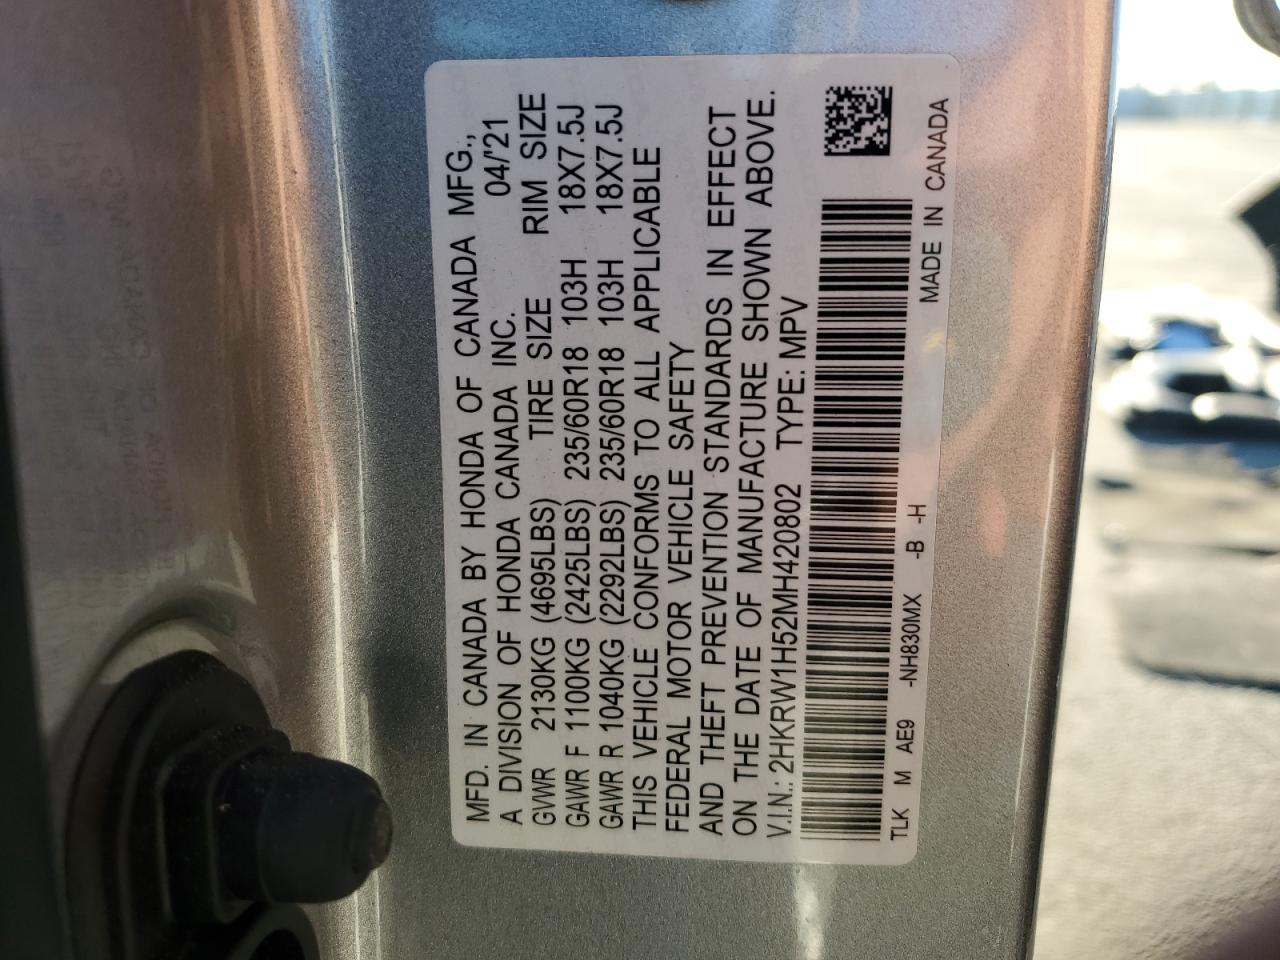 MFD. IN CANADA BY HONDA OF CANADA MFG.,
A DIVISION OF HONDA CANADA INC. 04/'21
GVWR 2130KG (4695LBS) TIRE SIZE RIM SIZE
GAWR F 1100KG (2425LBS) 235/60R18 103H 18X7.5J
GAWR R 1040KG (2292LBS) 235/60R18 103H 18X7.5J
THIS VEHICLE CONFORMS TO ALL APPLICABLE
FEDERAL MOTOR VEHICLE SAFETY
AND THEFT PREVENTION STANDARDS IN EFFECT
ON THE DATE OF MANUFACTURE SHOWN ABOVE.
V.I.N.: 2HKRW1H52MH420802 TYPE: MPV
TLK M AE9 -NH830MX -B -H MADE IN CANADA